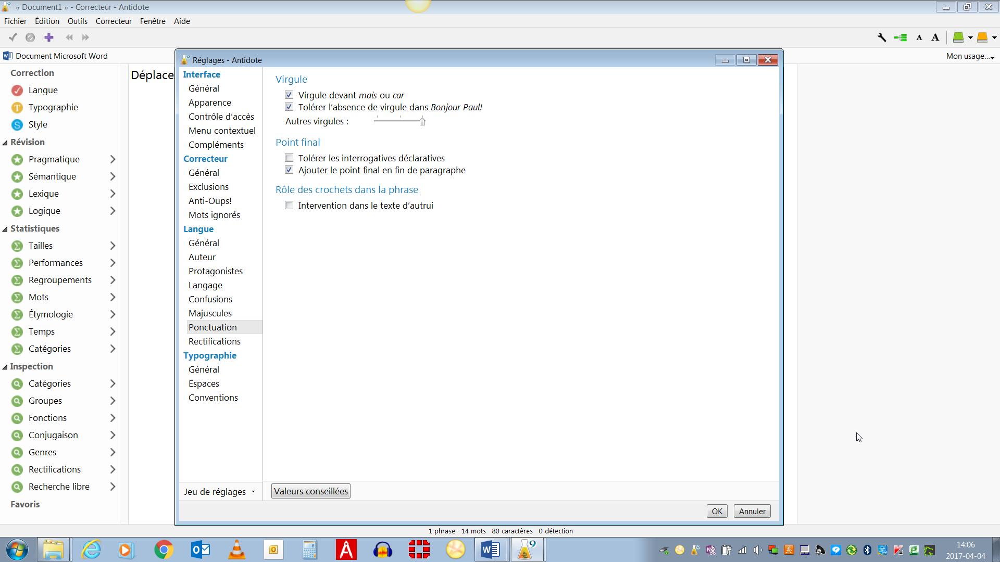 « Document1 » - Correcteur - Antidote
Fichier Édition Outils Correcteur Fenêtre Aide
A A
Document Microsoft Word
Mon usage...
Correction
Langue
Typographie
Style
Révision
Pragmatique
Sémantique
Lexique
Logique
Statistiques
Tailles
Performances
Regroupements
Mots
Étymologie
Temps
Catégories
Inspection
Catégories
Groupes
Fonctions
Conjugaison
Genres
Rectifications
Recherche libre
Favoris
Déplace
Réglages - Antidote
Interface
Général
Apparence
Contrôle d’accès
Menu contextuel
Compléments
Correcteur
Général
Exclusions
Anti-Oups!
Mots ignorés
Langue
Général
Auteur
Protagonistes
Langage
Confusions
Majuscules
Ponctuation
Rectifications
Typographie
Général
Espaces
Conventions
Jeu de réglages
Virgule
Virgule devant mais ou car
Tolérer l’absence de virgule dans Bonjour Paul!
Autres virgules :
Point final
Tolérer les interrogatives déclaratives
Ajouter le point final en fin de paragraphe
Rôle des crochets dans la phrase
Intervention dans le texte d’autrui
Valeurs conseillées
OK Annuler
1 phrase 14 mots 80 caractères 0 détection
14:06
2017-04-04